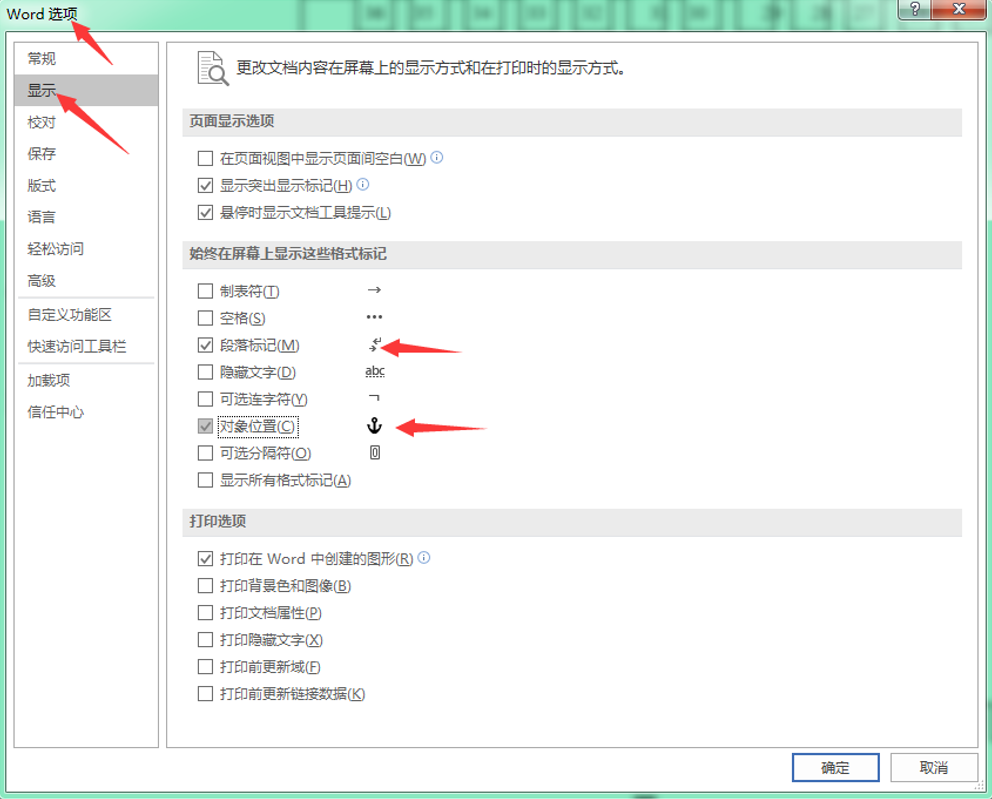 Word 选项
常规
显示
校对
保存
版式
语言
轻松访问
高级
自定义功能区
快速访问工具栏
加载项
信任中心
更改文档内容在屏幕上的显示方式和在打印时的显示方式。
页面显示选项
在页面视图中显示页面间空白(W)
显示突出显示标记(H)
悬停时显示文档工具提示(L)
始终在屏幕上显示这些格式标记
制表符(T) →
空格(S) •••
段落标记(M)
隐藏文字(D) abc
可选连字符(Y) ¬
对象位置(C)
可选分隔符(O)
显示所有格式标记(A)
打印选项
打印在 Word 中创建的图形(R)
打印背景色和图像(B)
打印文档属性(P)
打印隐藏文字(X)
打印前更新域(F)
打印前更新链接数据(K)
确定 取消